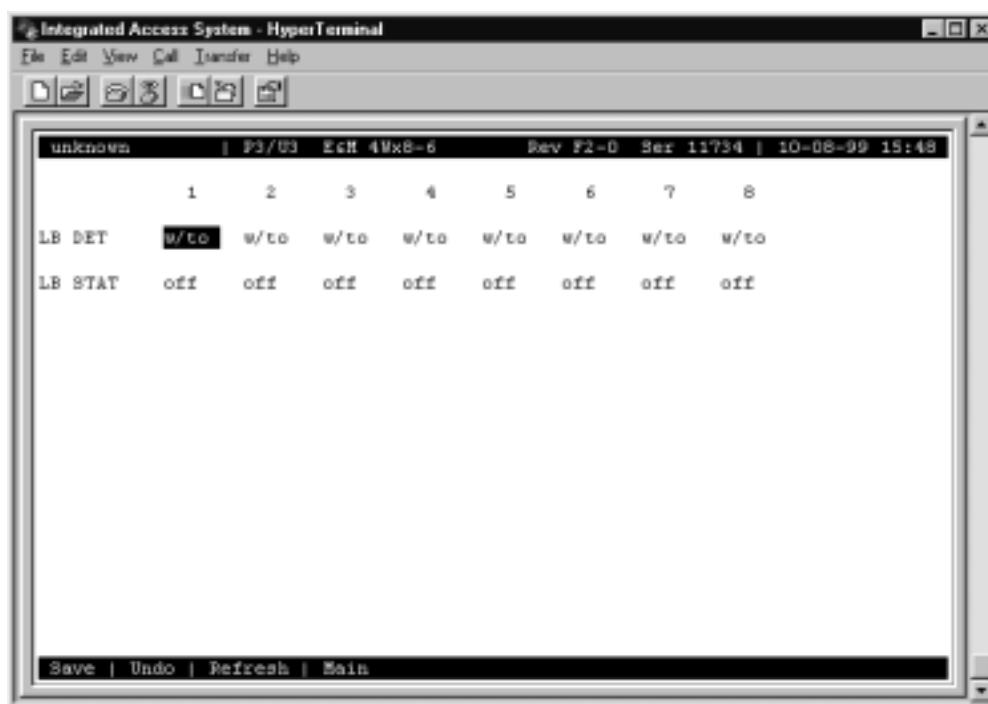 Integrated Access System - HyperTerminal
File Edit View Call Transfer Help
unknown | P3/U3 E&M 4Wx8-6 Rev F2-0 Ser 11734 | 10-08-99 15:48
1 2 3 4 5 6 7 8
LB DET w/to w/to w/to w/to w/to w/to w/to w/to
LB STAT off off off off off off off off
Save | Undo | Refresh | Main